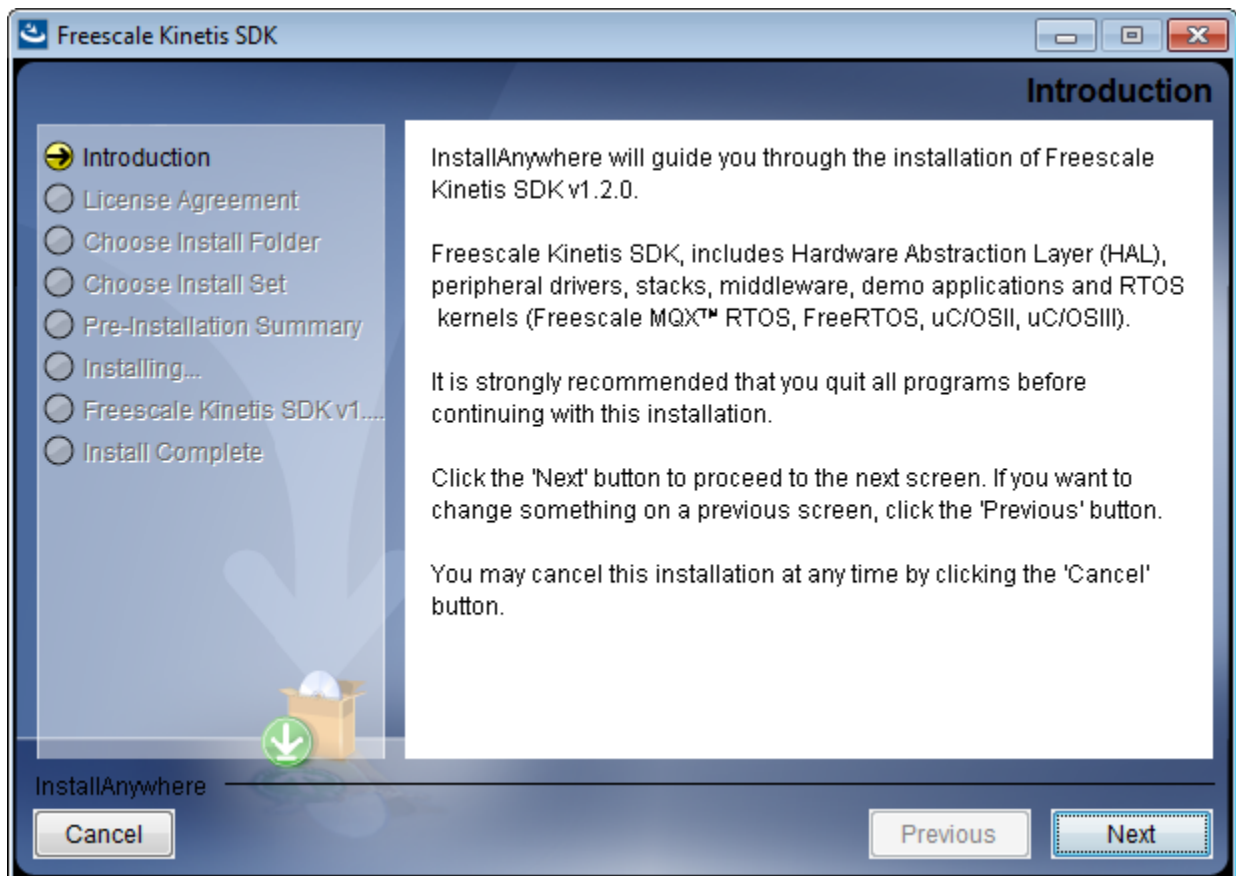 Freescale Kinetis SDK
Introduction
Introduction
License Agreement
Choose Install Folder
Choose Install Set
Pre-Installation Summary
Installing...
Freescale Kinetis SDK v1....
Install Complete
InstallAnywhere will guide you through the installation of Freescale
Kinetis SDK v1.2.0.
Freescale Kinetis SDK, includes Hardware Abstraction Layer (HAL),
peripheral drivers, stacks, middleware, demo applications and RTOS
kernels (Freescale MQX™ RTOS, FreeRTOS, uC/OSII, uC/OSIII).
It is strongly recommended that you quit all programs before
continuing with this installation.
Click the 'Next' button to proceed to the next screen. If you want to
change something on a previous screen, click the 'Previous' button.
You may cancel this installation at any time by clicking the 'Cancel'
button.
InstallAnywhere
Cancel
Previous
Next